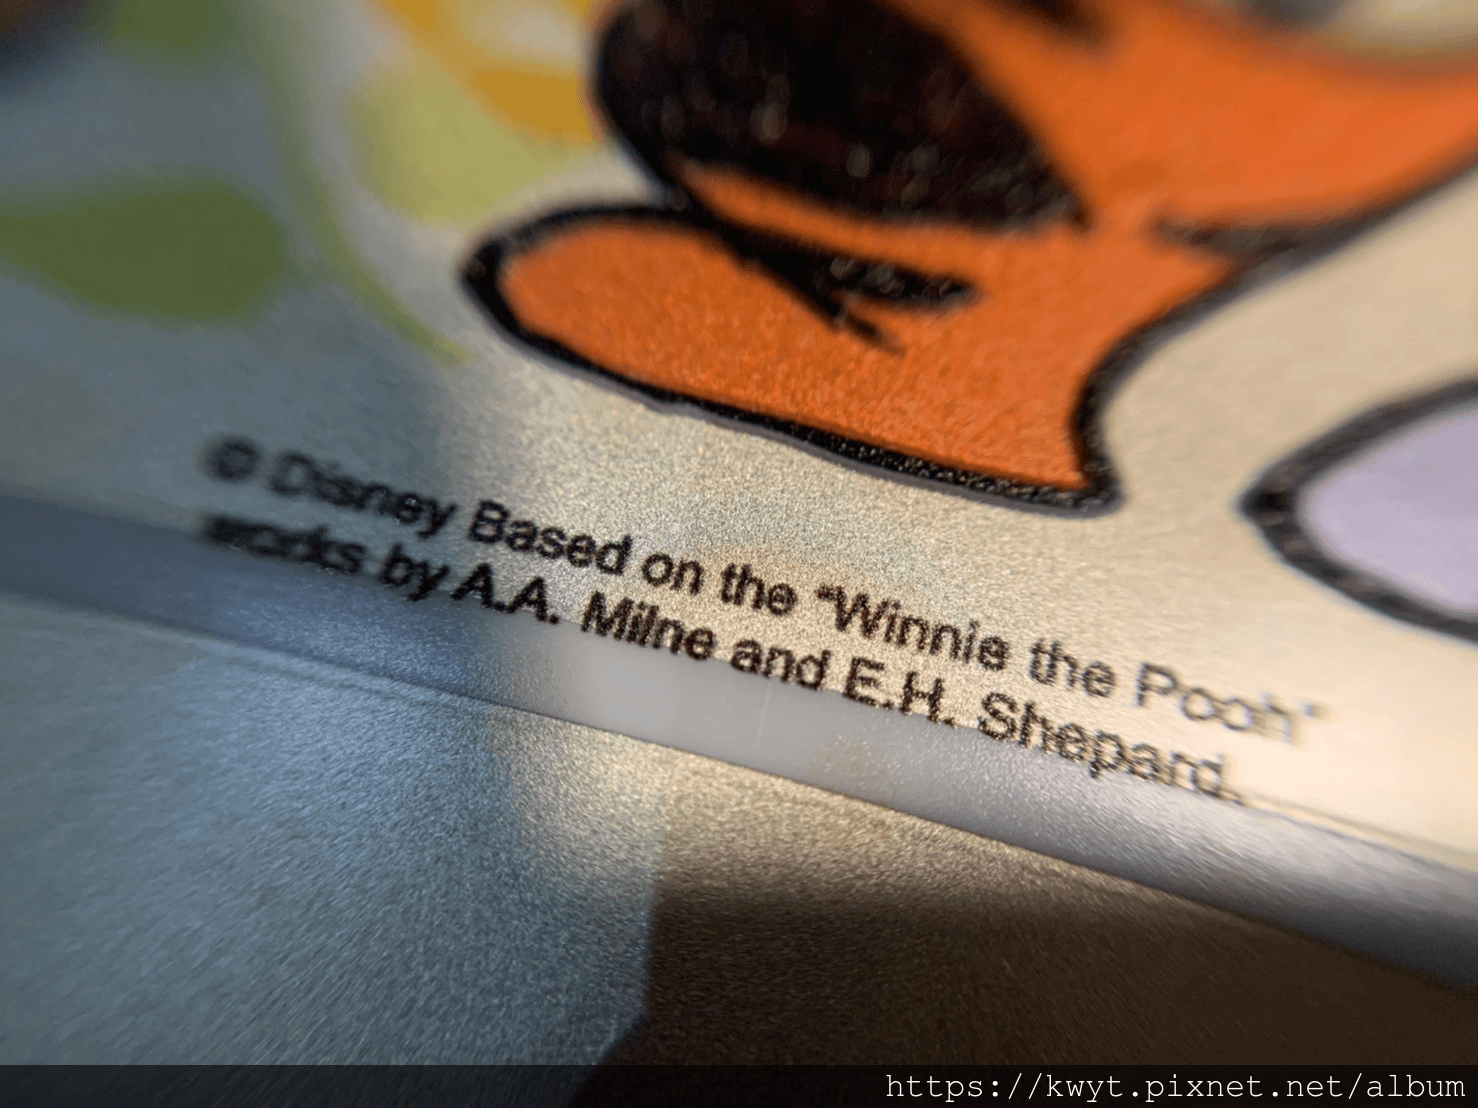 © Disney Based on the "Winnie the Pooh"
works by A.A. Milne and E.H. Shepard.
https://kwyt.pixnet.net/album